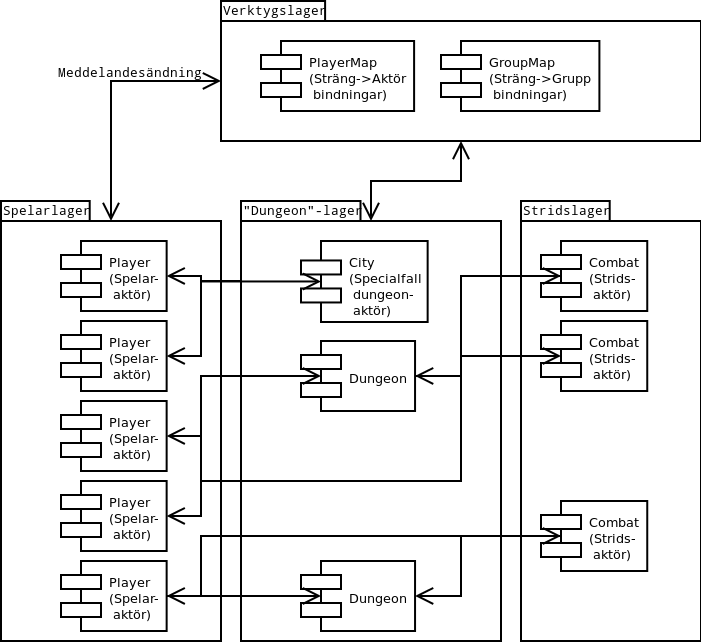 Verktygslager
PlayerMap
(Sträng->Aktör
bindningar)
GroupMap
(Sträng->Grupp
bindningar)
Meddelandesändning
Spelarlager
Player
(Spelar-
aktör)
Player
(Spelar-
aktör)
Player
(Spelar-
aktör)
Player
(Spelar-
aktör)
Player
(Spelar-
aktör)
"Dungeon"-lager
City
(Specialfall
dungeon-
aktör)
Dungeon
Dungeon
Stridslager
Combat
(Strids-
aktör)
Combat
(Strids-
aktör)
Combat
(Strids-
aktör)